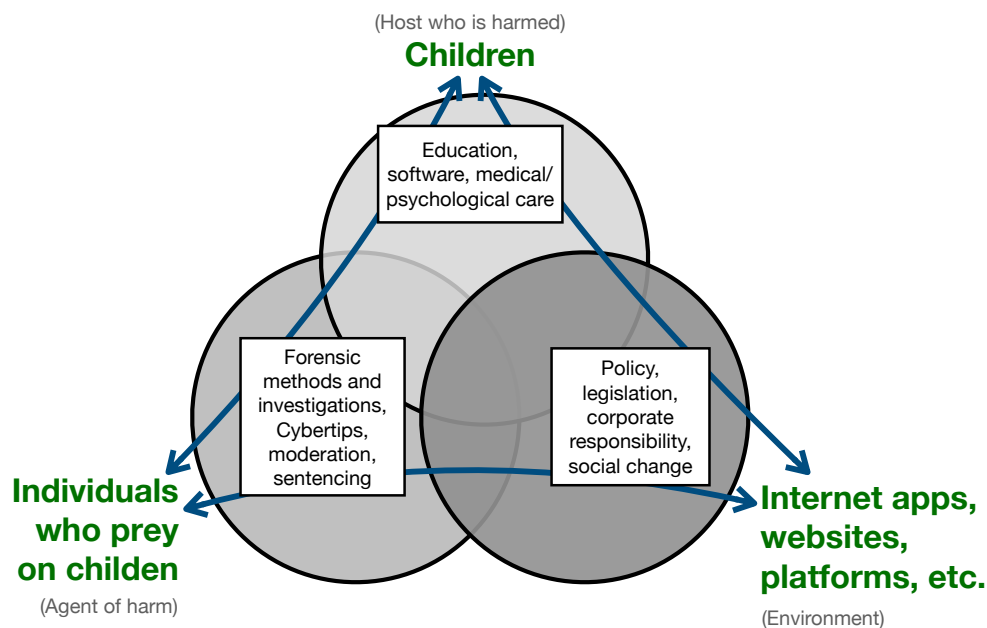 (Host who is harmed)
Children
Education,
software, medical/
psychological care
Forensic
methods and
investigations,
Cybertips,
moderation,
sentencing
Policy,
legislation,
corporate
responsibility,
social change
Individuals
who prey
on childen
(Agent of harm)
Internet apps,
websites,
platforms, etc.
(Environment)